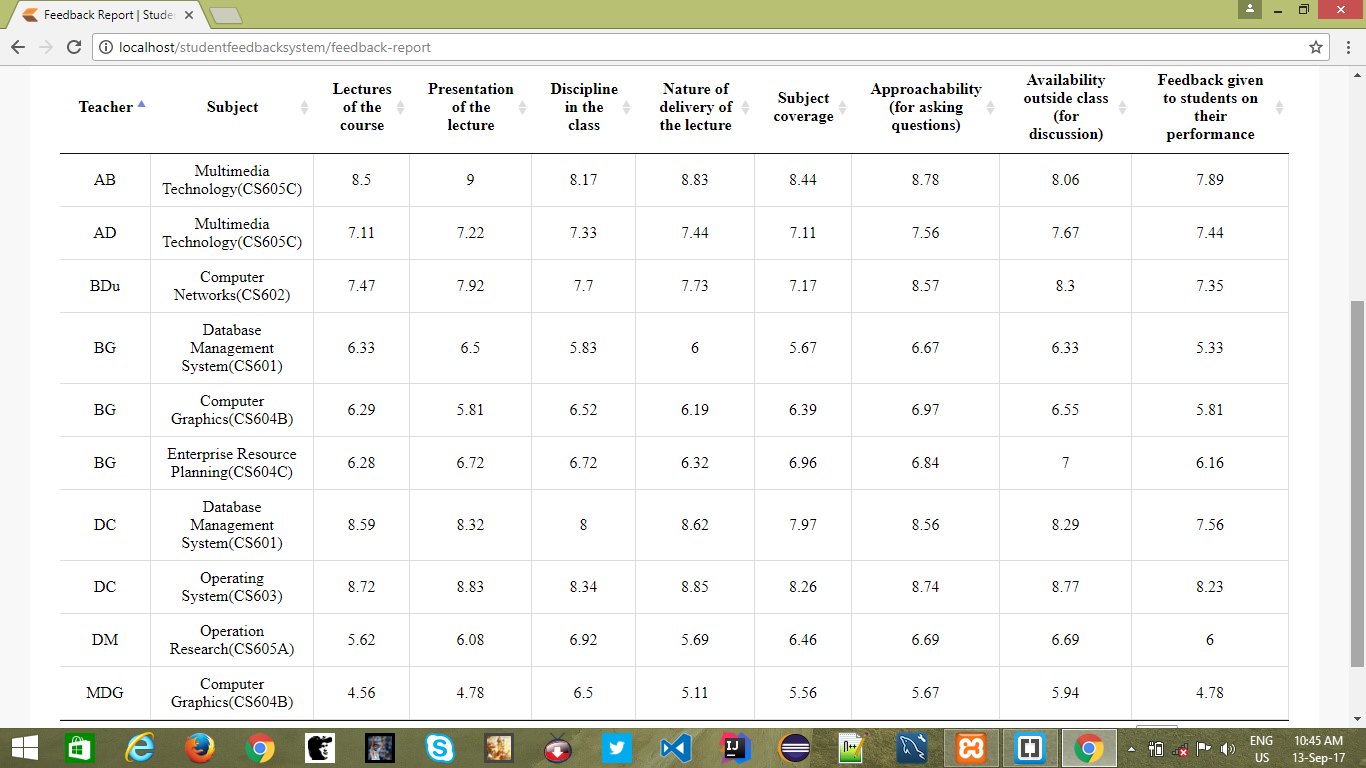 Feedback Report | Stude
localhost/studentfeedbacksystem/feedback-report
Teacher
Subject
Lectures
of the
course
Presentation
of the
lecture
Discipline
in the
class
Nature of
delivery of
the lecture
Subject
coverage
Approachability
(for asking
questions)
Availability
outside class
(for
discussion)
Feedback given
to students on
their
performance
AB
Multimedia
Technology(CS605C)
8.5
9
8.17
8.83
8.44
8.78
8.06
7.89
AD
Multimedia
Technology(CS605C)
7.11
7.22
7.33
7.44
7.11
7.56
7.67
7.44
BDu
Computer
Networks(CS602)
7.47
7.92
7.7
7.73
7.17
8.57
8.3
7.35
BG
Database
Management
System(CS601)
6.33
6.5
5.83
6
5.67
6.67
6.33
5.33
BG
Computer
Graphics(CS604B)
6.29
5.81
6.52
6.19
6.39
6.97
6.55
5.81
BG
Enterprise Resource
Planning(CS604C)
6.28
6.72
6.72
6.32
6.96
6.84
7
6.16
DC
Database
Management
System(CS601)
8.59
8.32
8
8.62
7.97
8.56
8.29
7.56
DC
Operating
System(CS603)
8.72
8.83
8.34
8.85
8.26
8.74
8.77
8.23
DM
Operation
Research(CS605A)
5.62
6.08
6.92
5.69
6.46
6.69
6.69
6
MDG
Computer
Graphics(CS604B)
4.56
4.78
6.5
5.11
5.56
5.67
5.94
4.78
ENG
US
10:45 AM
13-Sep-17